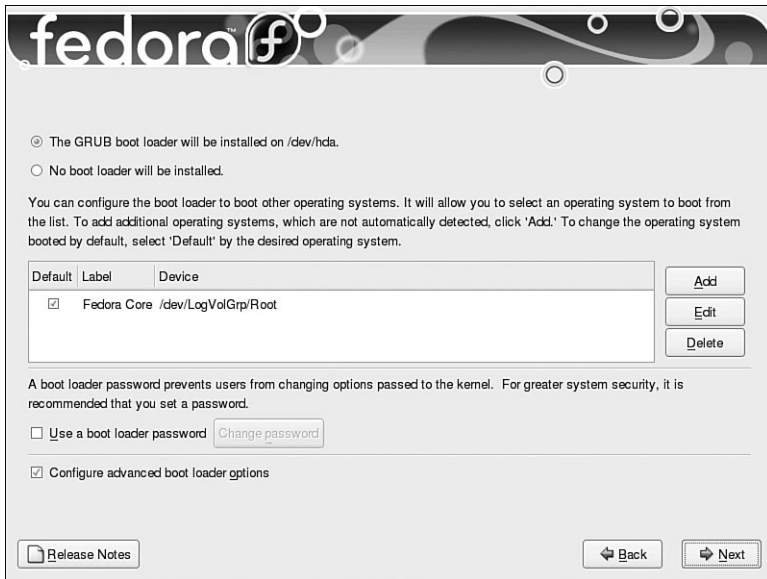 fedora™
The GRUB boot loader will be installed on /dev/hda.
No boot loader will be installed.
You can configure the boot loader to boot other operating systems. It will allow you to select an operating system to boot from
the list. To add additional operating systems, which are not automatically detected, click 'Add.' To change the operating system
booted by default, select 'Default' by the desired operating system.
Default Label Device
Fedora Core /dev/LogVolGrp/Root
Add
Edit
Delete
A boot loader password prevents users from changing options passed to the kernel. For greater system security, it is
recommended that you set a password.
Use a boot loader password Change password
Configure advanced boot loader options
Release Notes Back Next